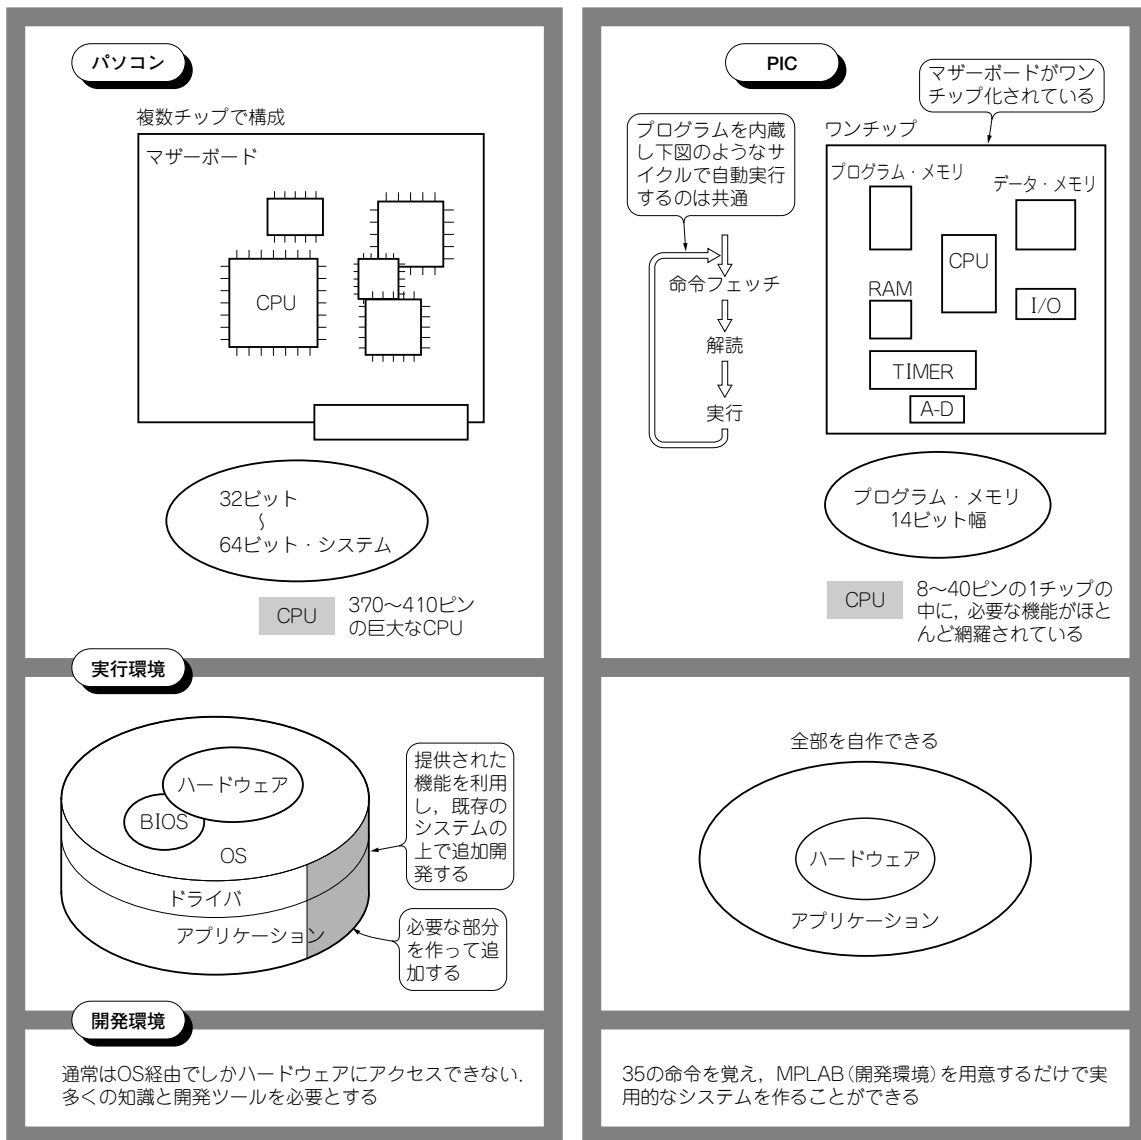 パソコン
複数チップで構成
マザーボード
CPU
32ビット
〜
64ビット・システム
CPU
370〜410ピン
の巨大なCPU
PIC
マザーボードがワン
チップ化されている
プログラムを内蔵
し下図のようなサ
イクルで自動実行
するのは共通
命令フェッチ
解読
実行
ワンチップ
プログラム・メモリ
データ・メモリ
CPU
RAM
I/O
TIMER
A-D
プログラム・メモリ
14ビット幅
CPU
8〜40ピンの1チップの
中に，必要な機能がほと
んど網羅されている
実行環境
ハードウェア
BIOS
OS
ドライバ
アプリケーション
提供された
機能を利用
し，既存の
システムの
上で追加開
発する
必要な部分
を作って追
加する
全部を自作できる
ハードウェア
アプリケーション
開発環境
通常はOS経由でしかハードウェアにアクセスできない．
多くの知識と開発ツールを必要とする
35の命令を覚え，MPLAB（開発環境）を用意するだけで実
用的なシステムを作ることができる